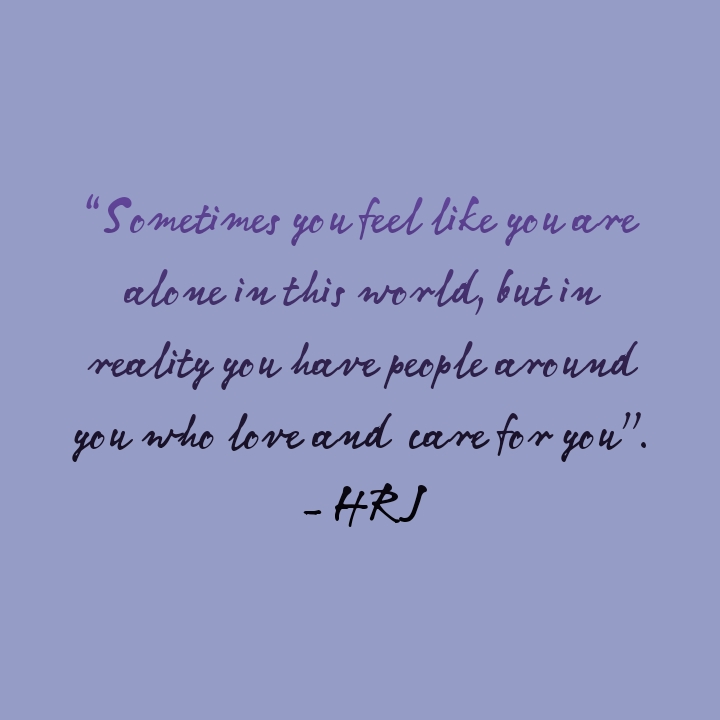 “Sometimes you feel like you are
alone in this world, but in
reality you have people around
you who love and care for you”.
- HRJ